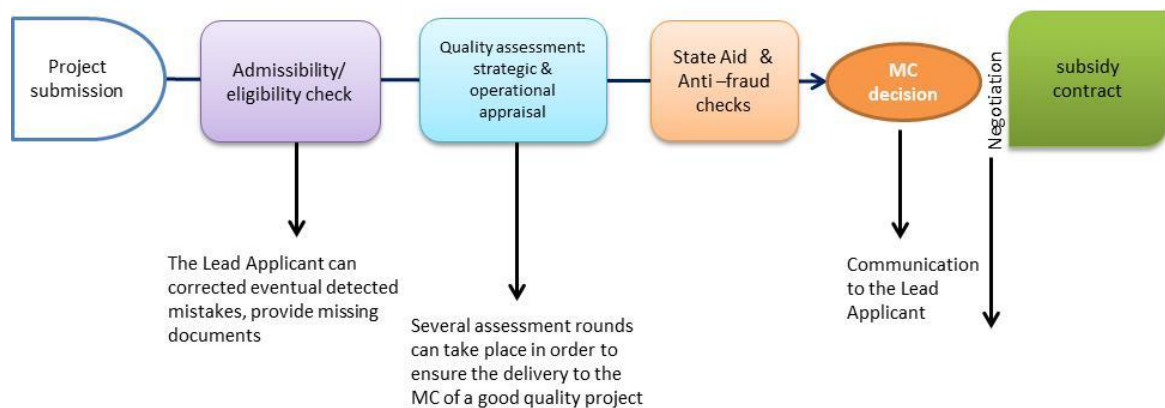 Project
submission
Admissibility/
eligibility check
Quality assessment:
strategic &
operational
appraisal
State Aid & 
Anti –fraud
checks
MC
decision
Negotiation
subsidy
contract
The Lead Applicant can
corrected eventual detected
mistakes, provide missing
documents
Several assessment rounds
can take place in order to
ensure the delivery to the
MC of a good quality project
Communication
to the Lead
Applicant